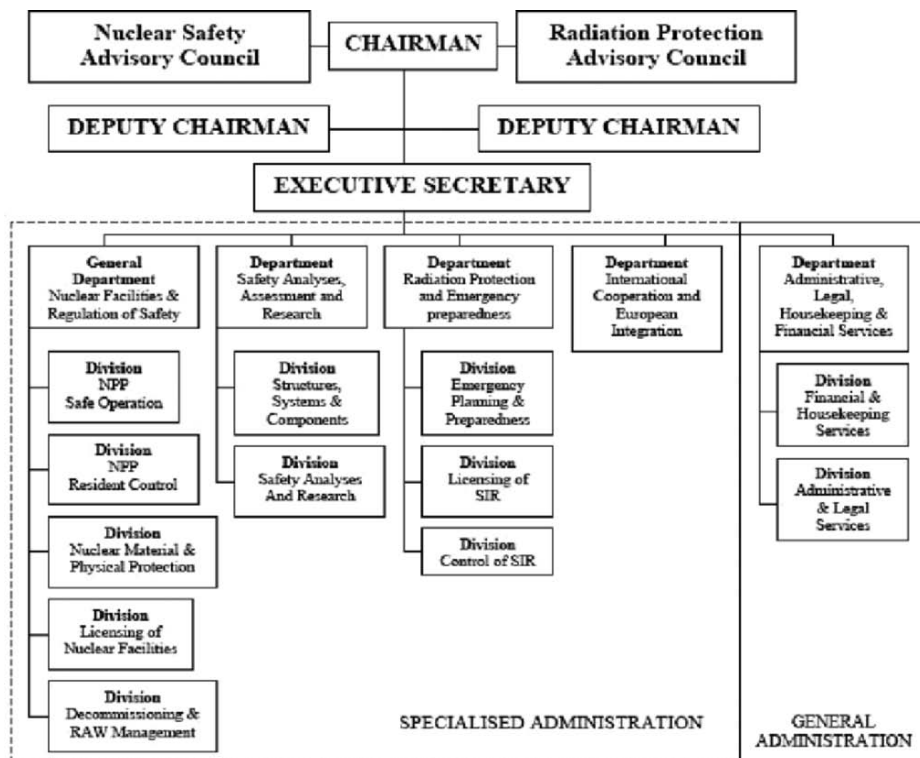 Nuclear Safety
Advisory Council
CHAIRMAN
Radiation Protection
Advisory Council
DEPUTY CHAIRMAN
DEPUTY CHAIRMAN
EXECUTIVE SECRETARY
General
Department
Nuclear Facilities &
Regulation of Safety
Division
NPP
Safe Operation
Division
NPP
Resident Control
Division
Nuclear Material &
Physical Protection
Division
Licensing of
Nuclear Facilities
Division
Decommissioning &
RAW Management
Department
Safety Analyses,
Assessment and
Research
Division
Structures,
Systems &
Components
Division
Safety Analyses
And Research
Department
Radiation Protection
and Emergency
preparedness
Division
Emergency
Planning &
Preparedness
Division
Licensing of
SIR
Division
Control of SIR
Department
International
Cooperation and
European
Integration
Department
Administrative,
Legal,
Housekeeping &
Financial Services
Division
Financial &
Housekeeping
Services
Division
Administrative
& Legal
Services
SPECIALISED ADMINISTRATION
GENERAL
ADMINISTRATION